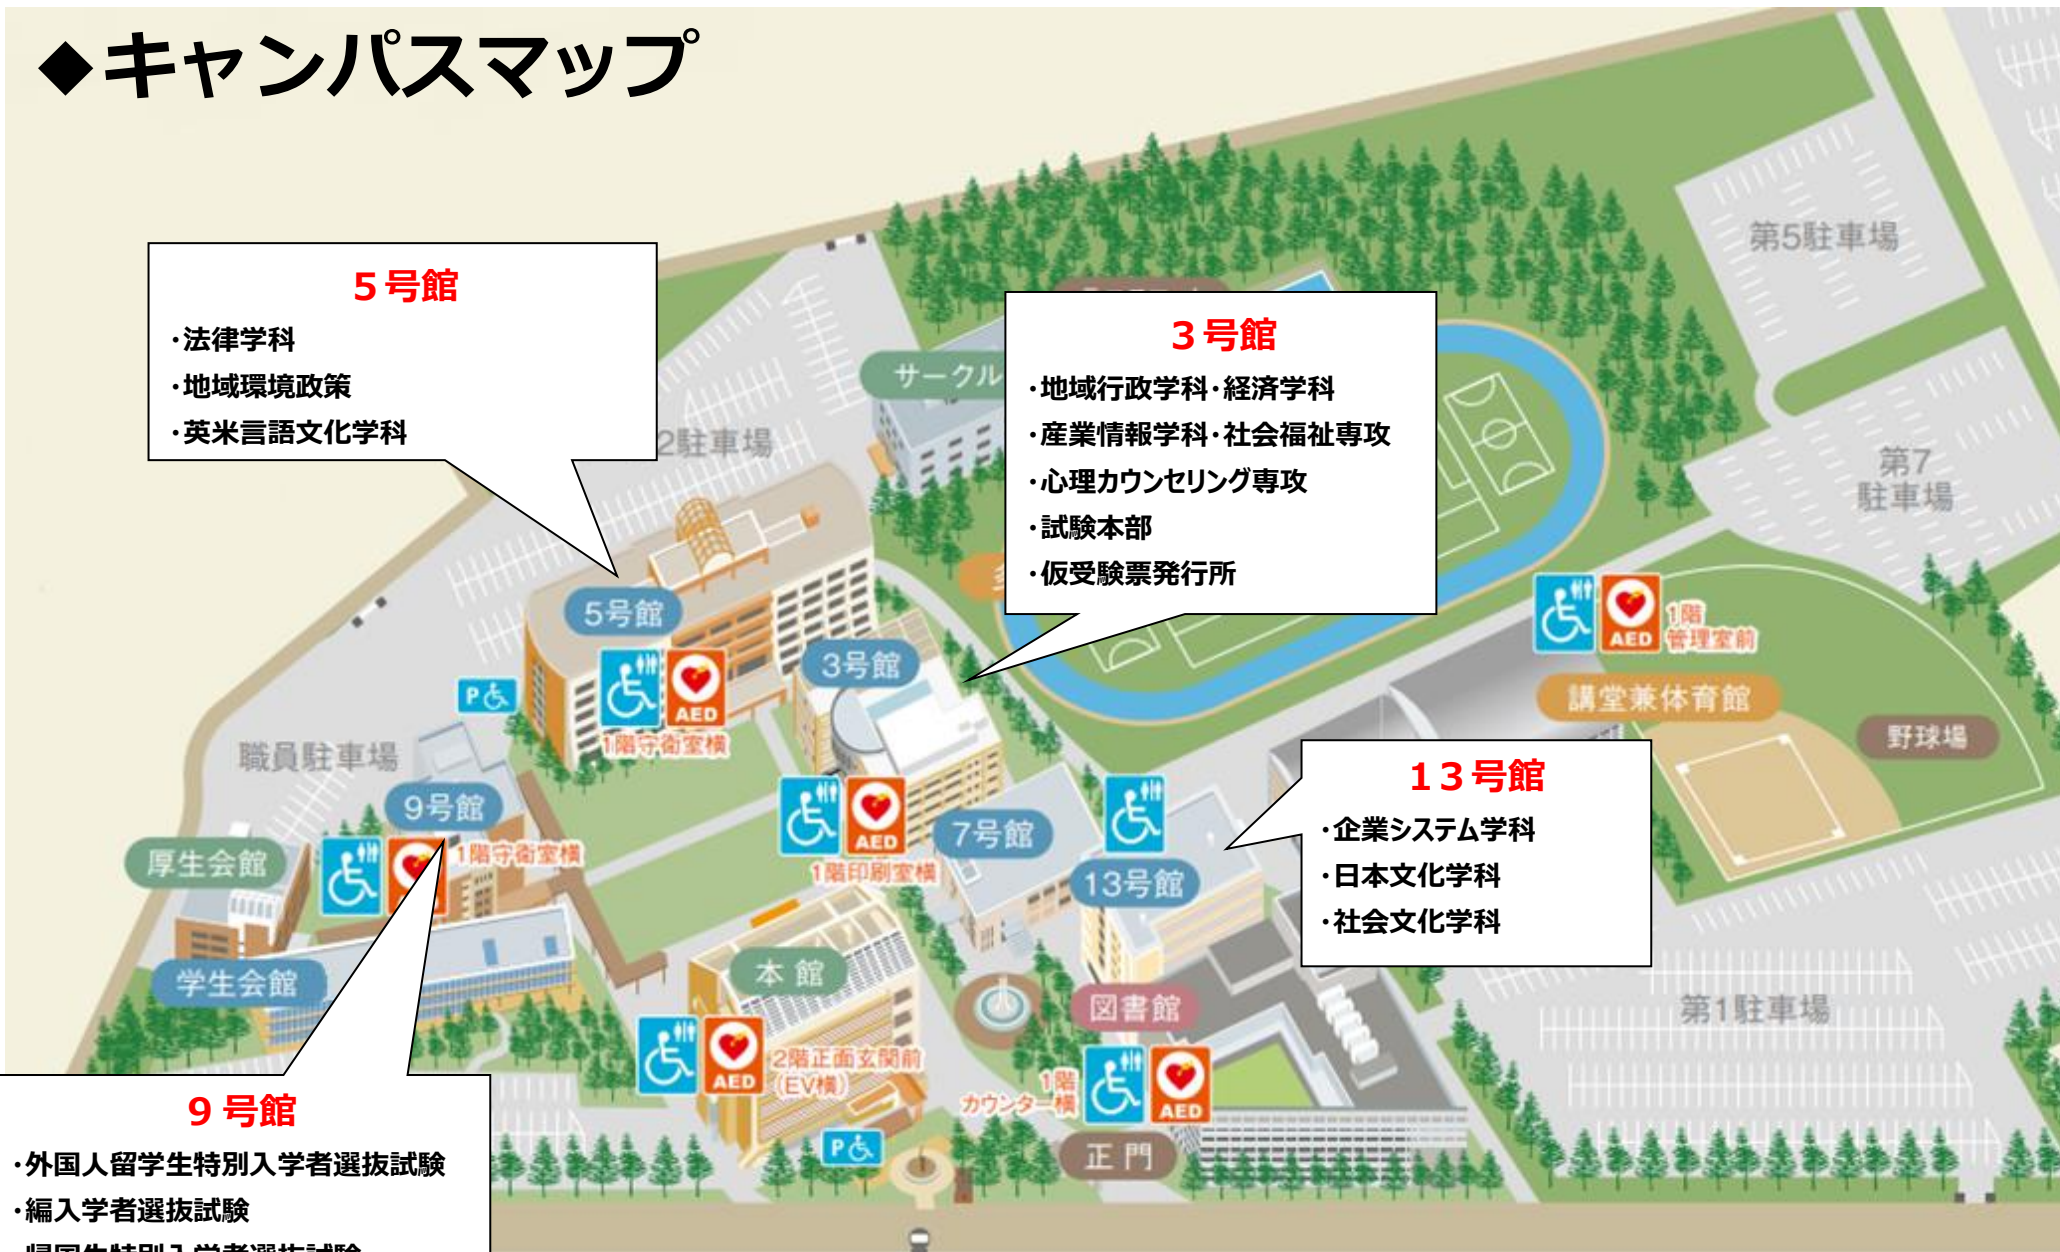 ◆キャンパスマップ
５号館
・法律学科
・地域環境政策
・英米言語文化学科
３号館
・地域行政学科・経済学科
・産業情報学科・社会福祉専攻
・心理カウンセリング専攻
・試験本部
・仮受験票発行所
第5駐車場
サークル
2駐車場
第7
駐車場
5号館
3号館
AED
1階守衛室横
P
AED
1階
管理室前
講堂兼体育館
野球場
職員駐車場
9号館
厚生会館
1階守衛室横
学生会館
AED
1階印刷室横
7号館
13号館
１３号館
・企業システム学科
・日本文化学科
・社会文化学科
本館
図書館
第1駐車場
AED
2階正面玄関前
(EV横)
1階
カウンター横
AED
P
正門
９号館
・外国人留学生特別入学者選抜試験
・編入学者選抜試験
・帰国生特別入学者選抜試験